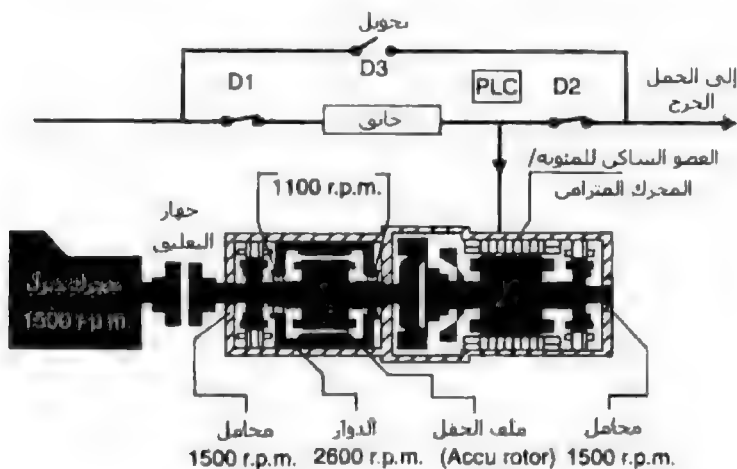 تحويل
D3
D1
PLC
D2
إلى الحمل
الحرج
خانق
العضو الساكن للمنوبة/
المحرك المتزامن
1100 r.p.m.
جهاز
التعليق
محرك ديزل
1500 r.p.m.
محامل
1500 r.p.m.
الدوار
2600 r.p.m.
ملف الحقل
(Accu rotor)
محامل
1500 r.p.m.